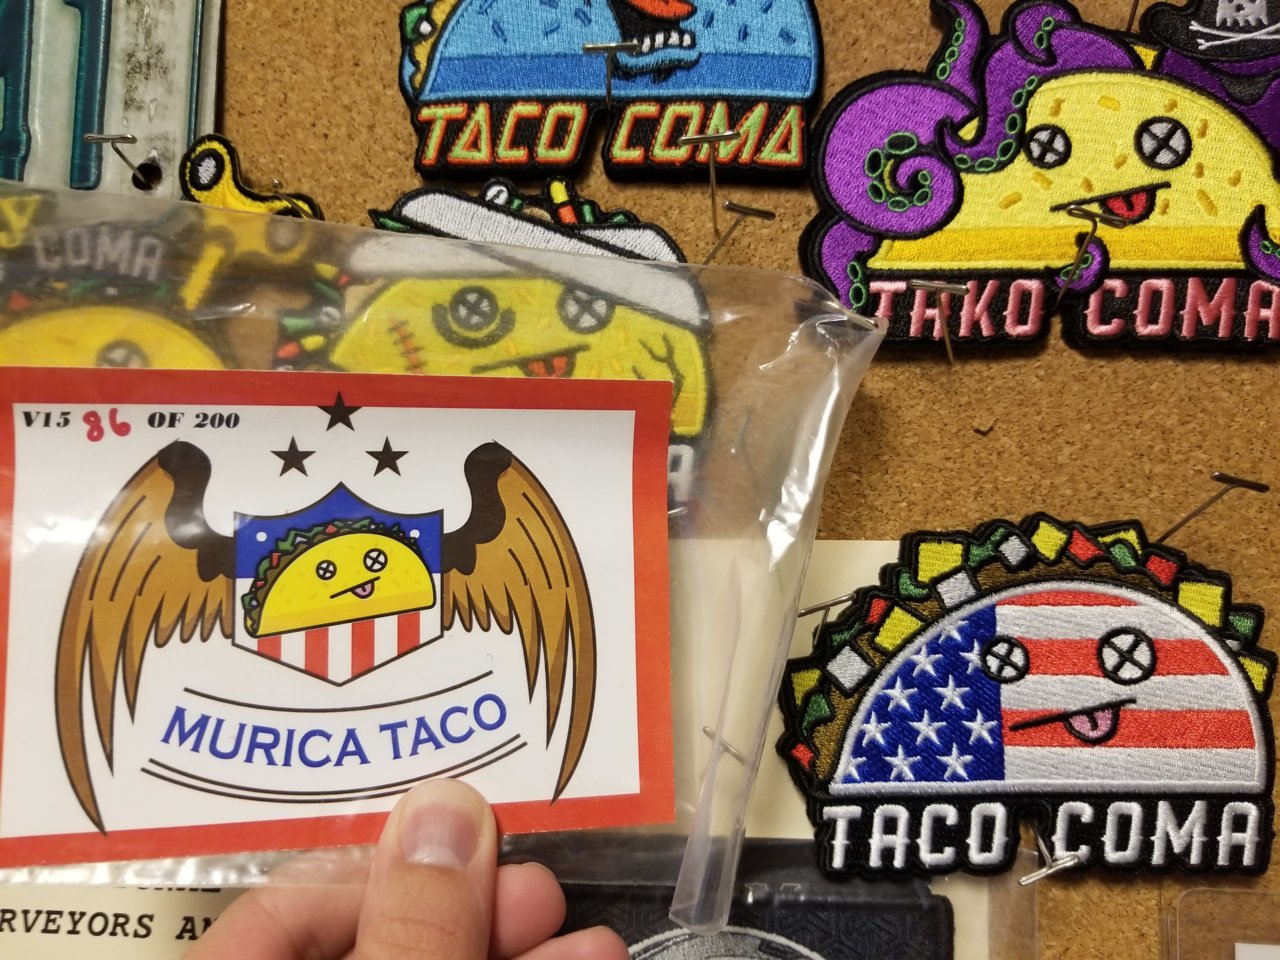 TACO COMA
TAKO COMA
COMA
V15 86 OF 200
MURICA TACO
TACO COMA